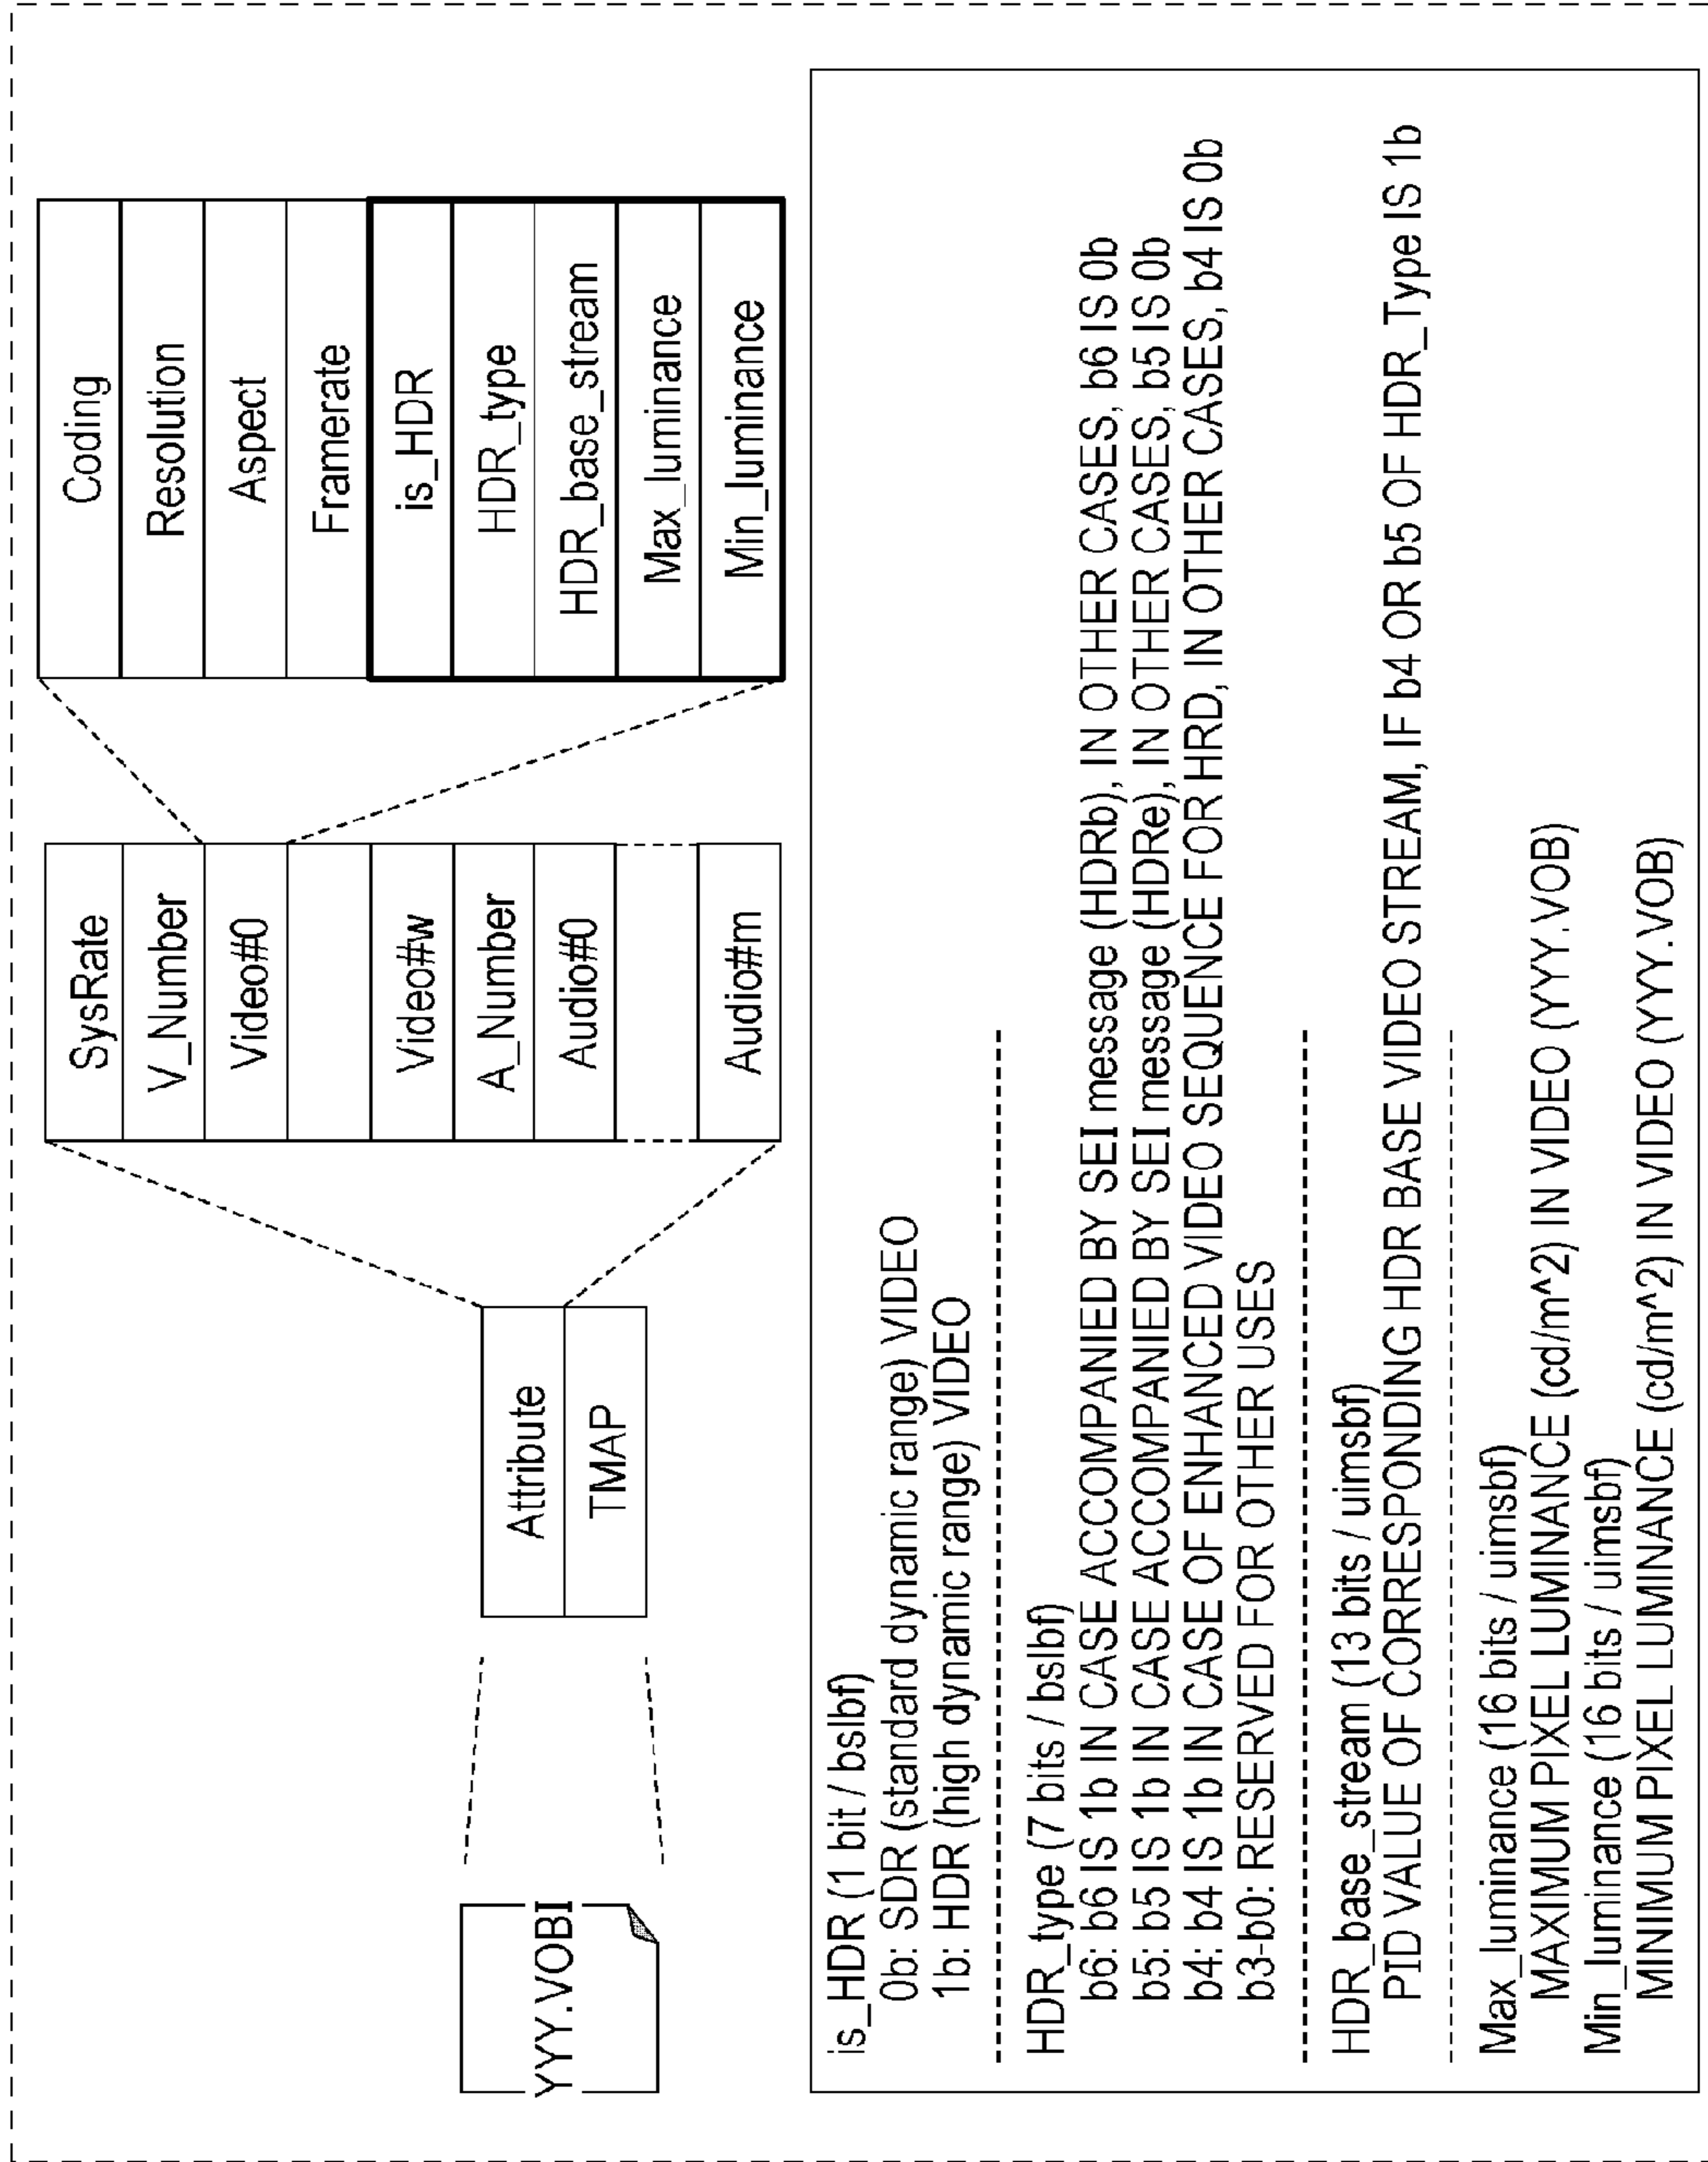 YYY.VOBI
Attribute
TMAP
SysRate
V_Number
Video#0
Video#w
A_Number
Audio#0
Audio#m
Coding
Resolution
Aspect
Framerate
is_HDR
HDR_type
HDR_base_stream
Max_luminance
Min_luminance
is_HDR (1 bit / bslbf)
0b: SDR (standard dynamic range) VIDEO
1b: HDR (high dynamic range) VIDEO
HDR_type (7 bits / bslbf)
b6: b6 IS 1b IN CASE ACCOMPANIED BY SEI message (HDRb), IN OTHER CASES, b6 IS 0b
b5: b5 IS 1b IN CASE ACCOMPANIED BY SEI message (HDRe), IN OTHER CASES, b5 IS 0b
b4: b4 IS 1b IN CASE OF ENHANCED VIDEO SEQUENCE FOR HRD, IN OTHER CASES, b4 IS 0b
b3-b0: RESERVED FOR OTHER USES
HDR_base_stream (13 bits / uimsbf)
PID VALUE OF CORRESPONDING HDR BASE VIDEO STREAM, IF b4 OR b5 OF HDR_Type IS 1b
Max_luminance (16 bits / uimsbf)
MAXIMUM PIXEL LUMINANCE (cd/m^2) IN VIDEO (YYY.VOB)
Min_luminance (16 bits / uimsbf)
MINIMUM PIXEL LUMINANCE (cd/m^2) IN VIDEO (YYY.VOB)